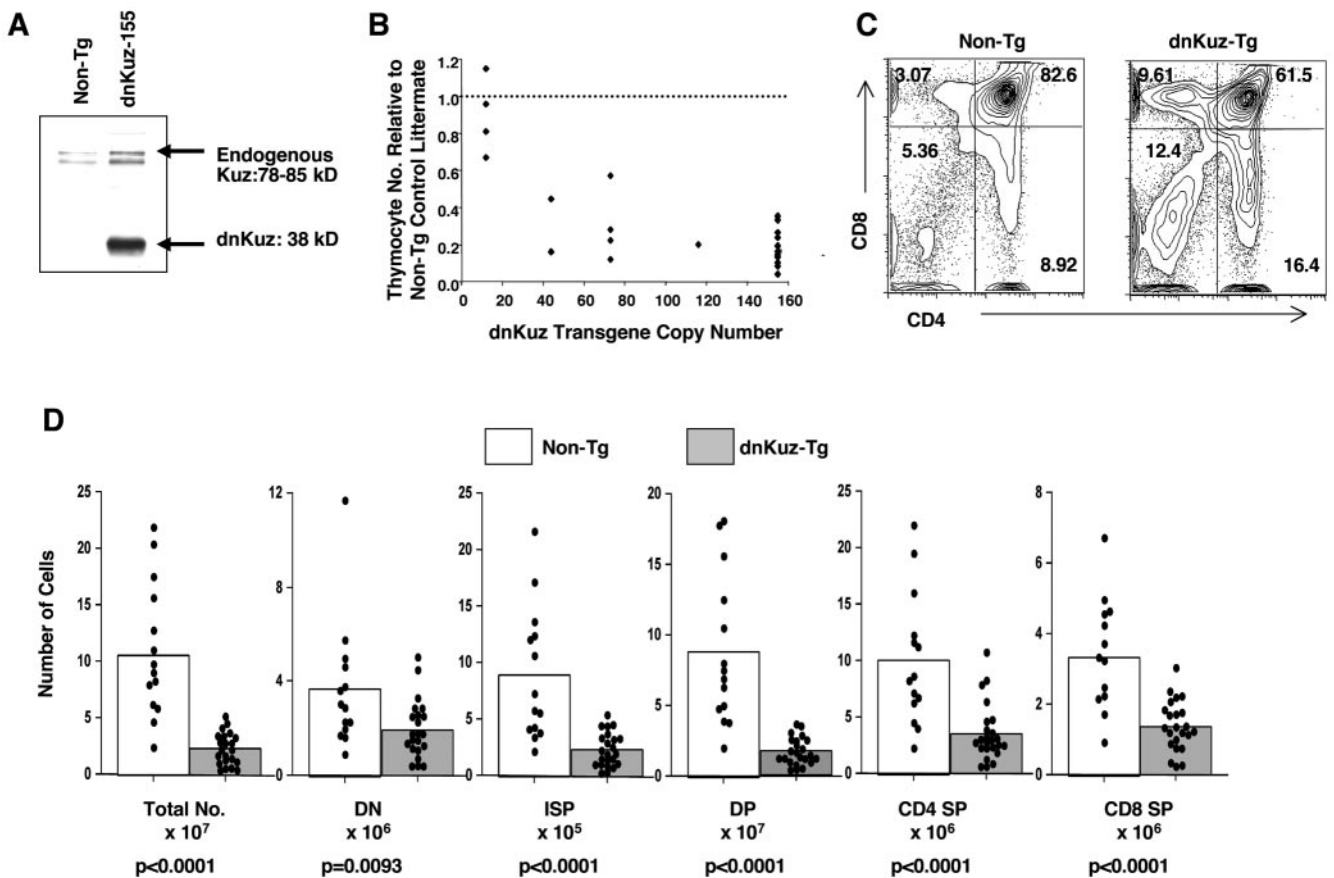 A
Non-Tg
dnKuz-155
Endogenous
Kuz:78-85 kD
dnKuz: 38 kD
B
Thymocyte No. Relative to
Non-Tg Control Littermate
1.2
1.0
0.8
0.6
0.4
0.2
0.0
0 20 40 60 80 100 120 140 160
dnKuz Transgene Copy Number
C
Non-Tg
dnKuz-Tg
3.07 82.6
5.36
8.92
9.61 61.5
12.4
16.4
CD8
CD4
D
Non-Tg
dnKuz-Tg
Number of Cells
25
20
15
10
5
0
12
8
4
0
25
20
15
10
5
0
20
15
10
5
0
25
20
15
10
5
0
8
6
4
2
0
Total No.
x 10⁷
p<0.0001
DN
x 10⁶
p=0.0093
ISP
x 10⁵
p<0.0001
DP
x 10⁷
p<0.0001
CD4 SP
x 10⁶
p<0.0001
CD8 SP
x 10⁶
p<0.0001